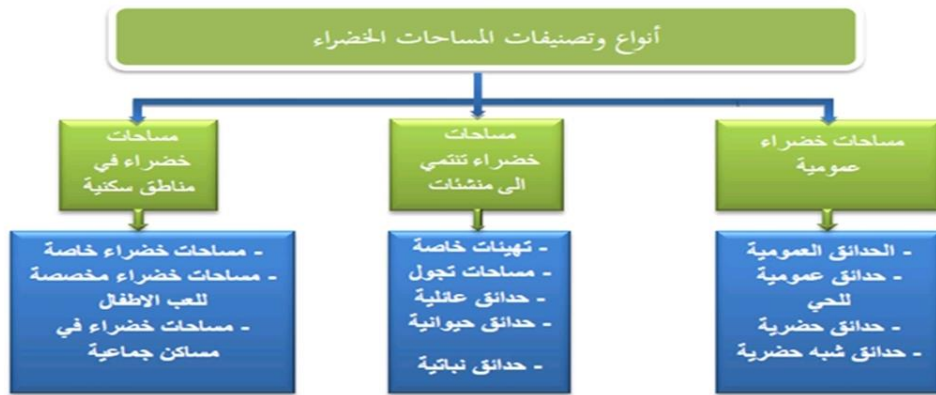 أنواع وتصنيفات المساحات الخضراء
مساحات خضراء
عمومية
مساحات
خضراء تنتمي
الى منشئات
مساحات
خضراء في
مناطق سكنية
- الحدائق العمومية
- حدائق عمومية
للحي
- حدائق حضرية
- حدائق شبه حضرية
- تهيئات خاصة
- مساحات تجول
- حدائق عائلية
- حدائق حيوانية
- حدائق نباتية
- مساحات خضراء خاصة
- مساحات خضراء مخصصة
للعب الاطفال
- مساحات خضراء في
مساكن جماعية